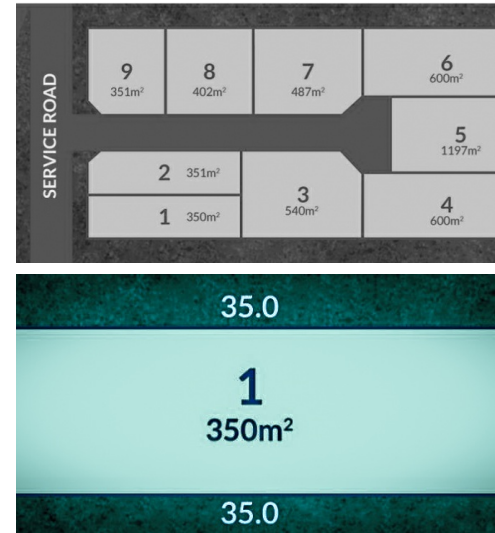 SERVICE ROAD
9
351m²
8
402m²
7
487m²
6
600m²
5
1197m²
2 351m²
1 350m²
3
540m²
4
600m²
35.0
1
350m²
35.0